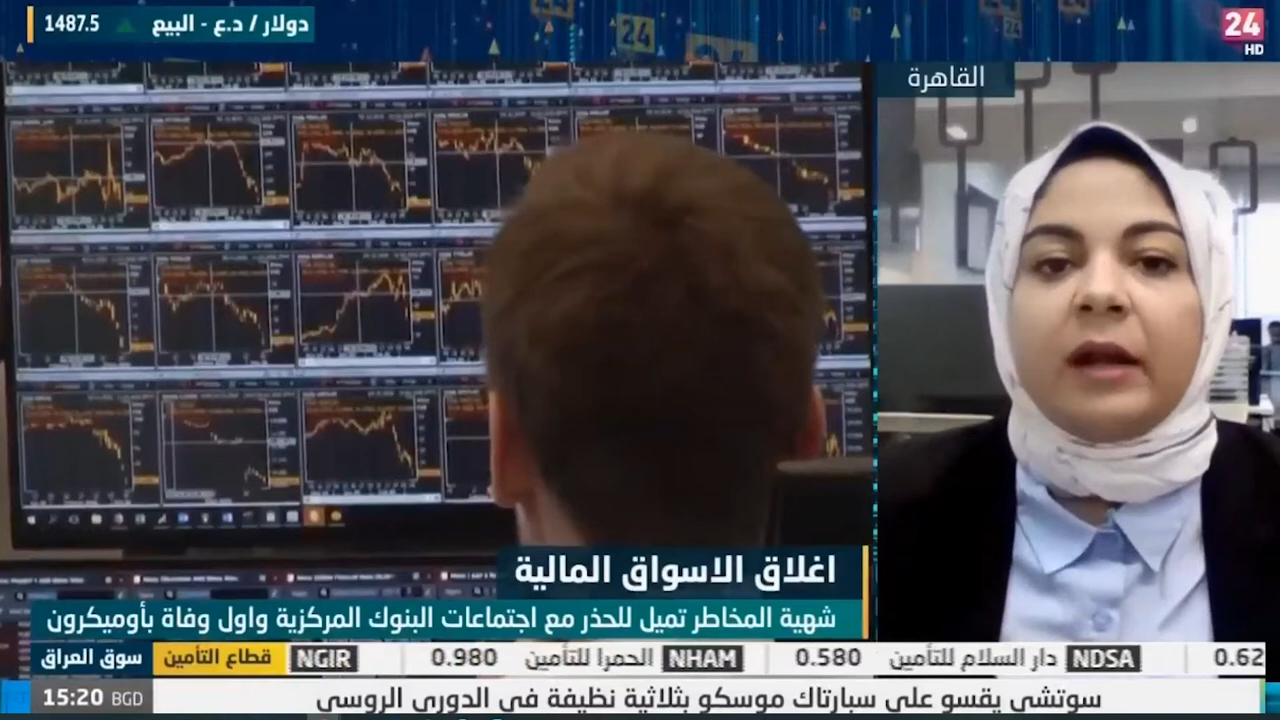 دولار / د.ع - البيع 1487.5
24
HD
24
القاهرة
اغلاق الاسواق المالية
شهية المخاطر تميل للحذر مع اجتماعات البنوك المركزية واول وفاة بأوميكرون
سوق العراق قطاع التأمين NGIR 0.980 الحمرا للتأمين NHAM 0.580 دار السلام للتأمين NDSA 0.62
15:20 BGD سوتشي يقسو على سبارتاك موسكو بثلاثية نظيفة في الدوري الروسي